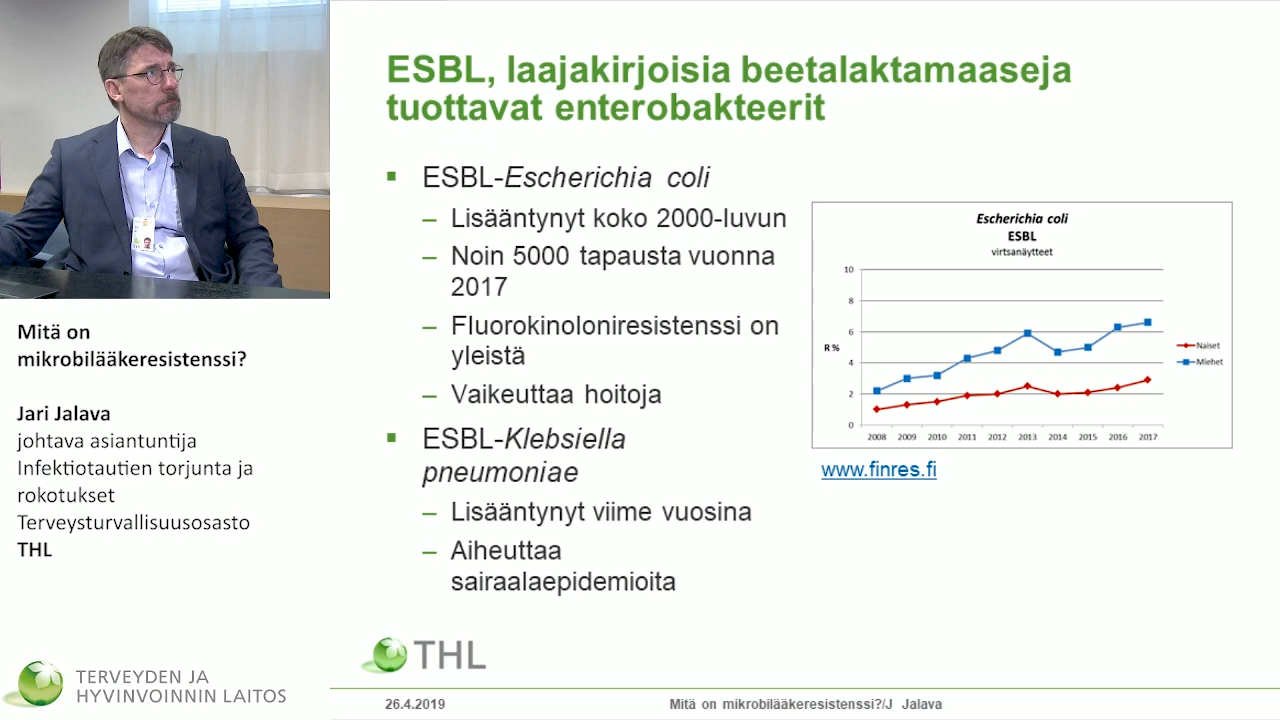 ESBL, laajakirjoisia beetalaktamaaseja
tuottavat enterobakteerit
▪ ESBL-Escherichia coli
– Lisääntynyt koko 2000-luvun
– Noin 5000 tapausta vuonna
2017
– Fluorokinoloniresistenssi on
yleistä
– Vaikeuttaa hoitoja
▪ ESBL-Klebsiella
pneumoniae
– Lisääntynyt viime vuosina
– Aiheuttaa
sairaalaepidemioita
Escherichia coli
ESBL
virtsanäytteet
10
8
6
4
2
0
R %
2008 2009 2010 2011 2012 2013 2014 2015 2016 2017
Naiset
Miehet
www.finres.fi
THL
26.4.2019 Mitä on mikrobilääkeresistenssi?/J Jalava
Mitä on
mikrobilääkeresistenssi?
Jari Jalava
johtava asiantuntija
Infektiotautien torjunta ja
rokotukset
Terveysturvallisuusosasto
THL
TERVEYDEN JA
HYVINVOINNIN LAITOS